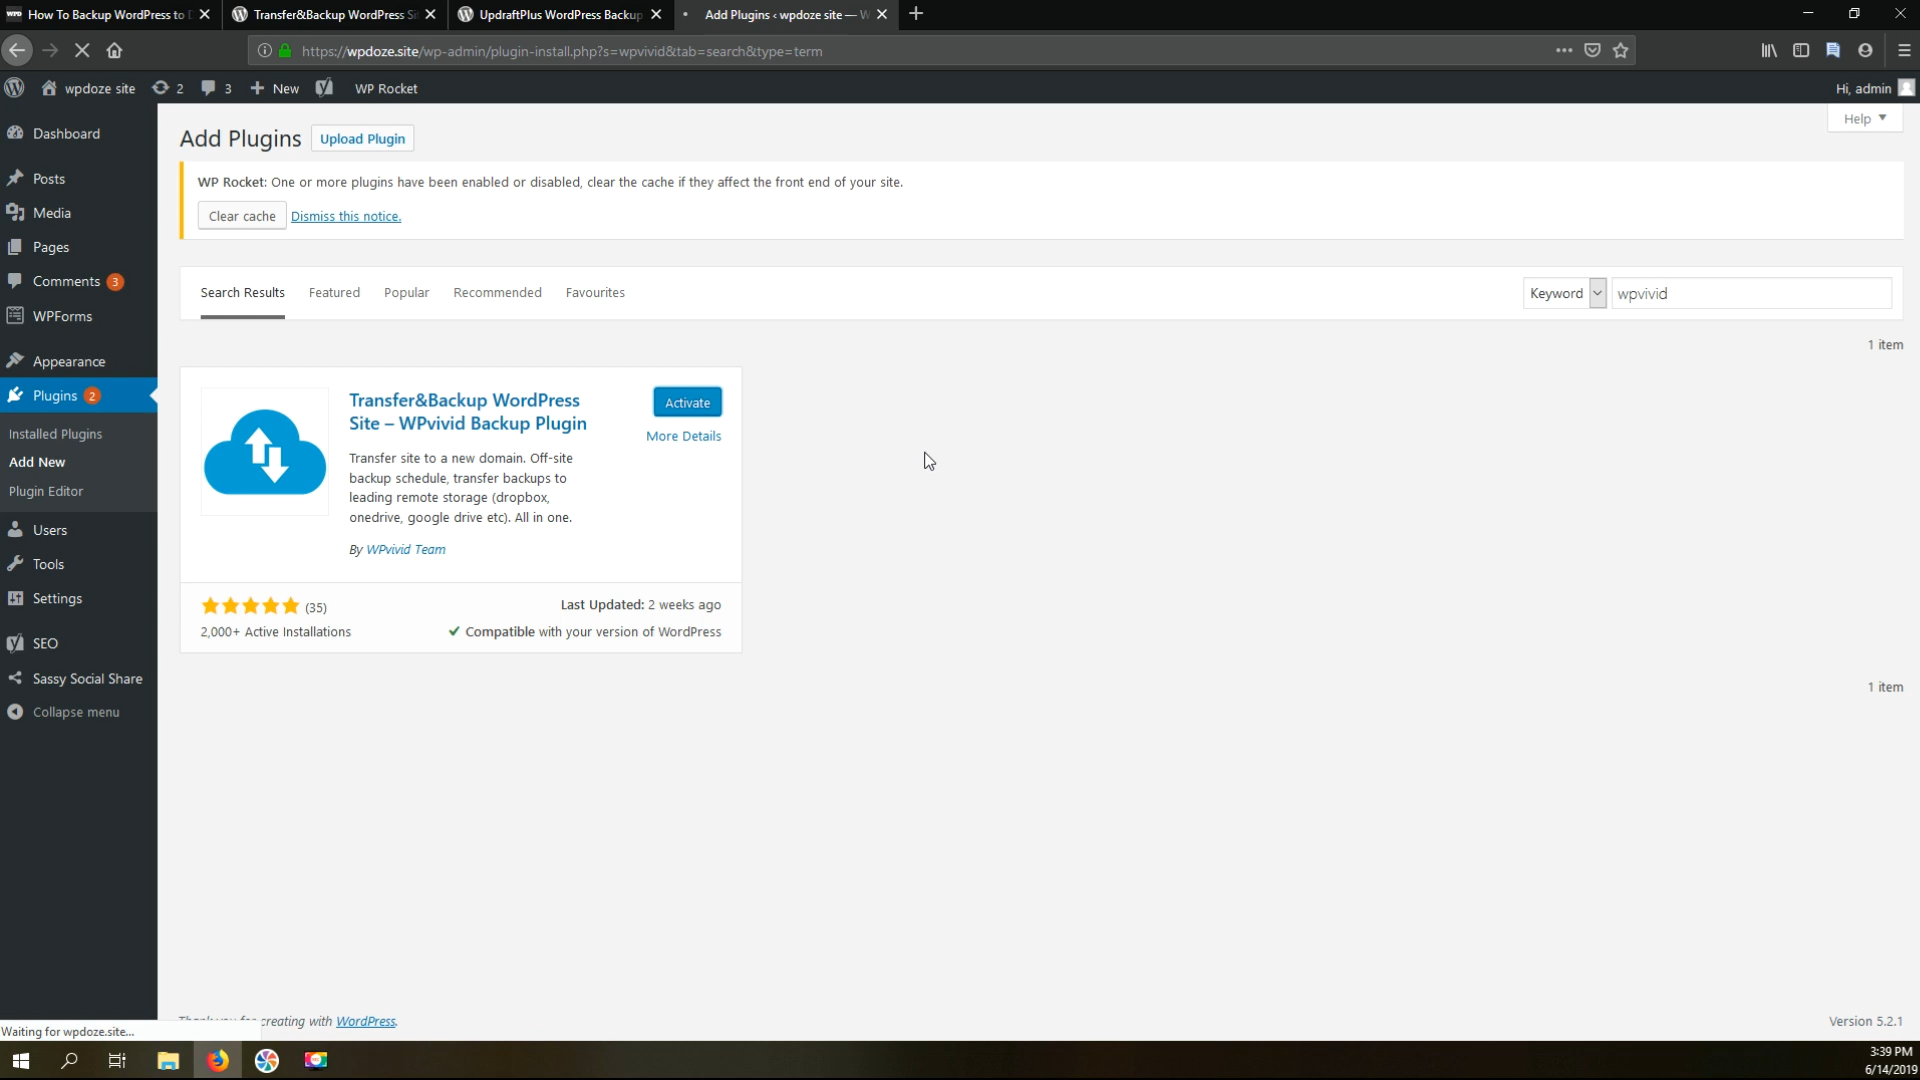 WPD How To Backup WordPress to
Transfer&Backup WordPress Si
UpdraftPlus WordPress Backup
Add Plugins ‹ wpdoze site — W
https://wpdoze.site/wp-admin/plugin-install.php?s=wpvivid&tab=search&type=term
wpdoze site 2 3 + New WP Rocket Hi, admin
Help
Dashboard
Posts
Media
Pages
Comments 3
WPForms
Appearance
Plugins 2
Installed Plugins
Add New
Plugin Editor
Users
Tools
Settings
SEO
Sassy Social Share
Collapse menu
Add Plugins Upload Plugin
WP Rocket: One or more plugins have been enabled or disabled, clear the cache if they affect the front end of your site.
Clear cache Dismiss this notice.
Search Results Featured Popular Recommended Favourites Keyword wpvivid
1 item
Transfer&Backup WordPress
Site – WPvivid Backup Plugin
Activate
More Details
Transfer site to a new domain. Off-site
backup schedule, transfer backups to
leading remote storage (dropbox,
onedrive, google drive etc). All in one.
By WPvivid Team
(35)
Last Updated: 2 weeks ago
2,000+ Active Installations
Compatible with your version of WordPress
1 item
creating with WordPress.
Version 5.2.1
Waiting for wpdoze.site...
3:39 PM
6/14/2019